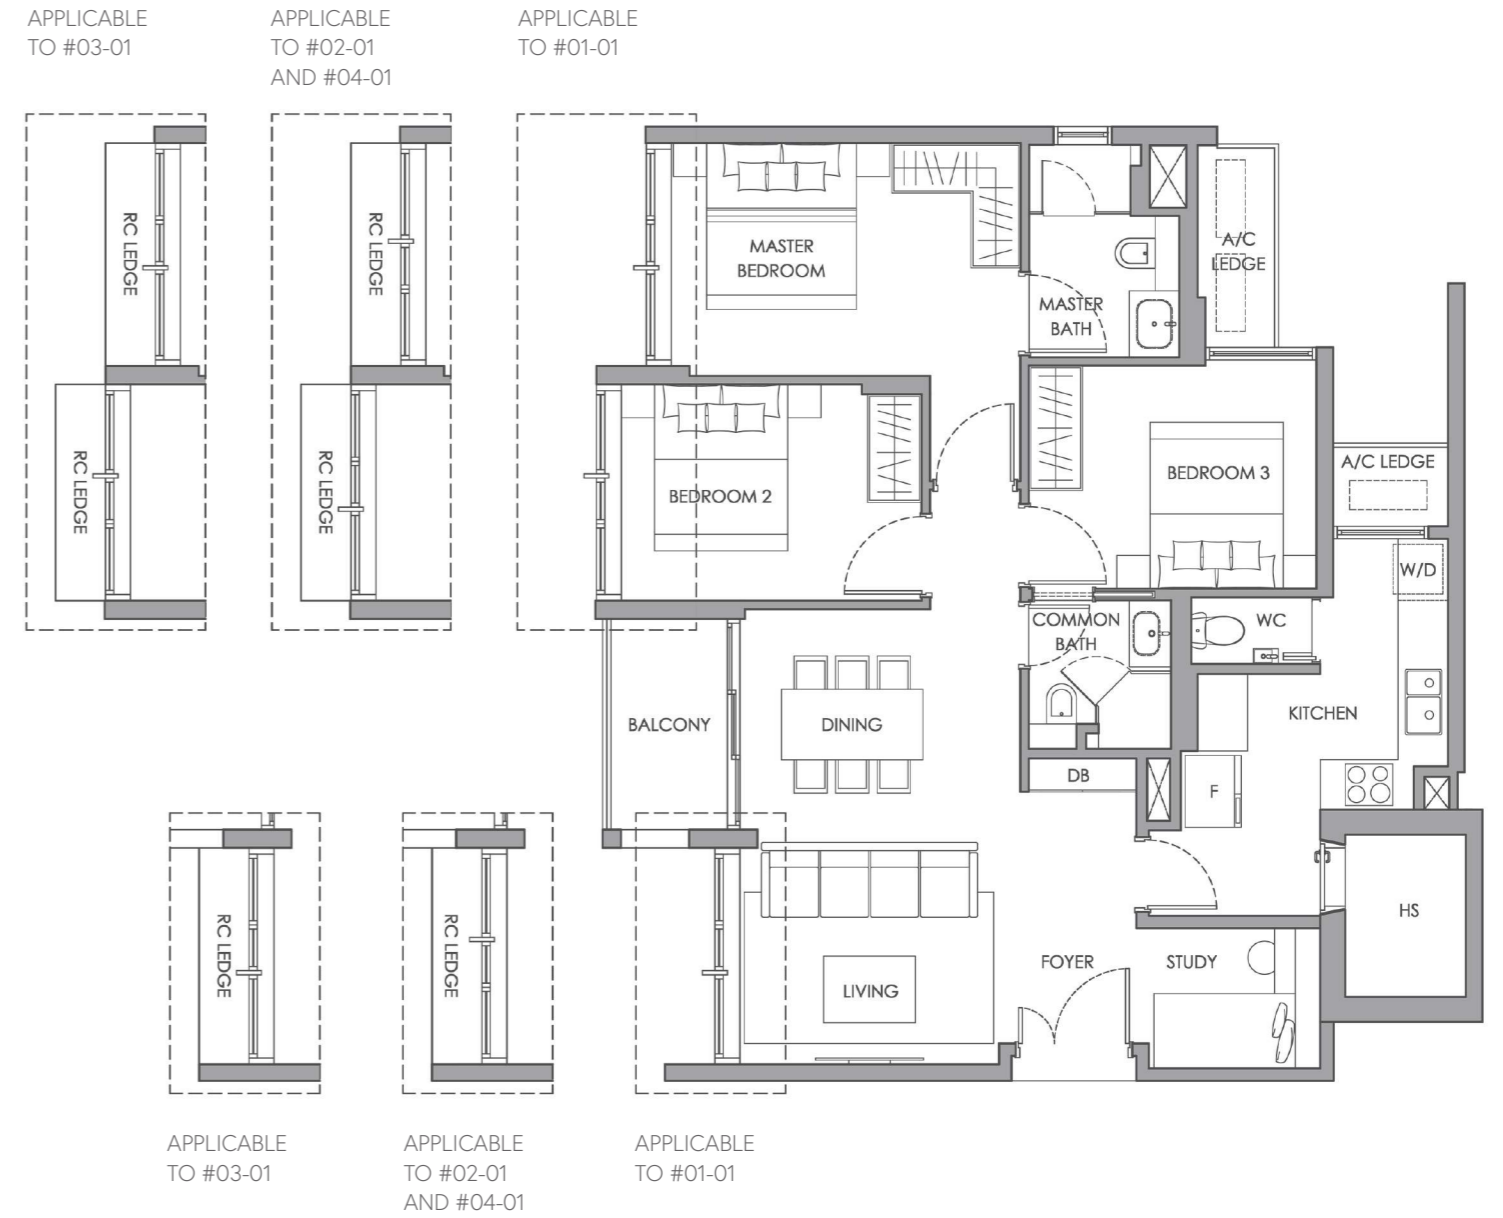 APPLICABLE
TO #03-01
APPLICABLE
TO #02-01
AND #04-01
APPLICABLE
TO #01-01
RC LEDGE
RC LEDGE
RC LEDGE
RC LEDGE
MASTER
BEDROOM
MASTER
BATH
A/C
LEDGE
BEDROOM 2
BEDROOM 3
A/C LEDGE
W/D
COMMON
BATH
WC
KITCHEN
BALCONY
DINING
DB
F
RC LEDGE
RC LEDGE
LIVING
FOYER
STUDY
HS
APPLICABLE
TO #03-01
APPLICABLE
TO #02-01
AND #04-01
APPLICABLE
TO #01-01